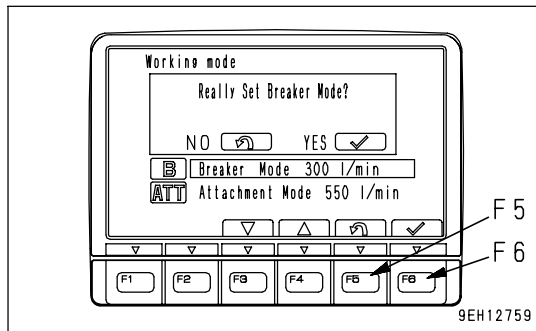 Working mode
Really Set Breaker Mode?
NO YES
B Breaker Mode 300 l/min
ATT Attachment Mode 550 l/min
F5
F6
F1 F2 F3 F4 F5 F6
9EH12759